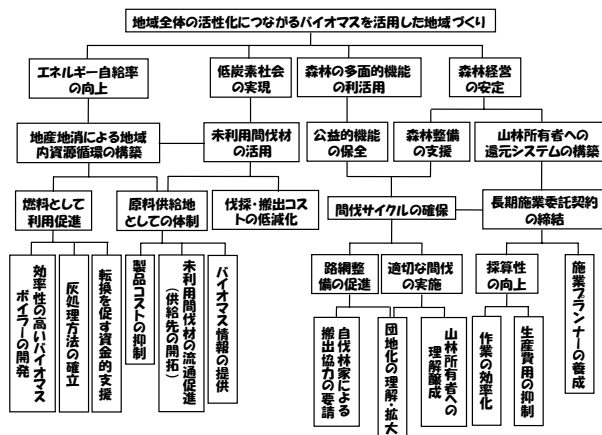 地域全体の活性化につながるバイオマスを活用した地域づくり
エネルギー自給率
の向上
低炭素社会
の実現
森林の多面的機能
の利活用
森林経営
の安定
地産地消による地域
内資源循環の構築
未利用間伐材
の活用
公益的機能
の保全
森林整備
の支援
山林所有者への
還元システムの構築
燃料として
利用促進
原料供給地
としての体制
伐採・搬出コス
トの低減化
間伐サイクルの確保
長期施業委託契約
の締結
効率性の高いバイオマス
ボイラーの開発
灰処理方法の確立
転換を促す資金的支援
製品コストの抑制
未利用間伐材の流通促進
(供給先の開拓)
バイオマス情報の提供
路網整
備の促進
適切な間伐
の実施
採算性
の向上
施業プランナーの養成
自伐林家による
搬出協力の要請
団地化の理解・拡大
山林所有者への
理解醸成
作業の効率化
生産費用の抑制